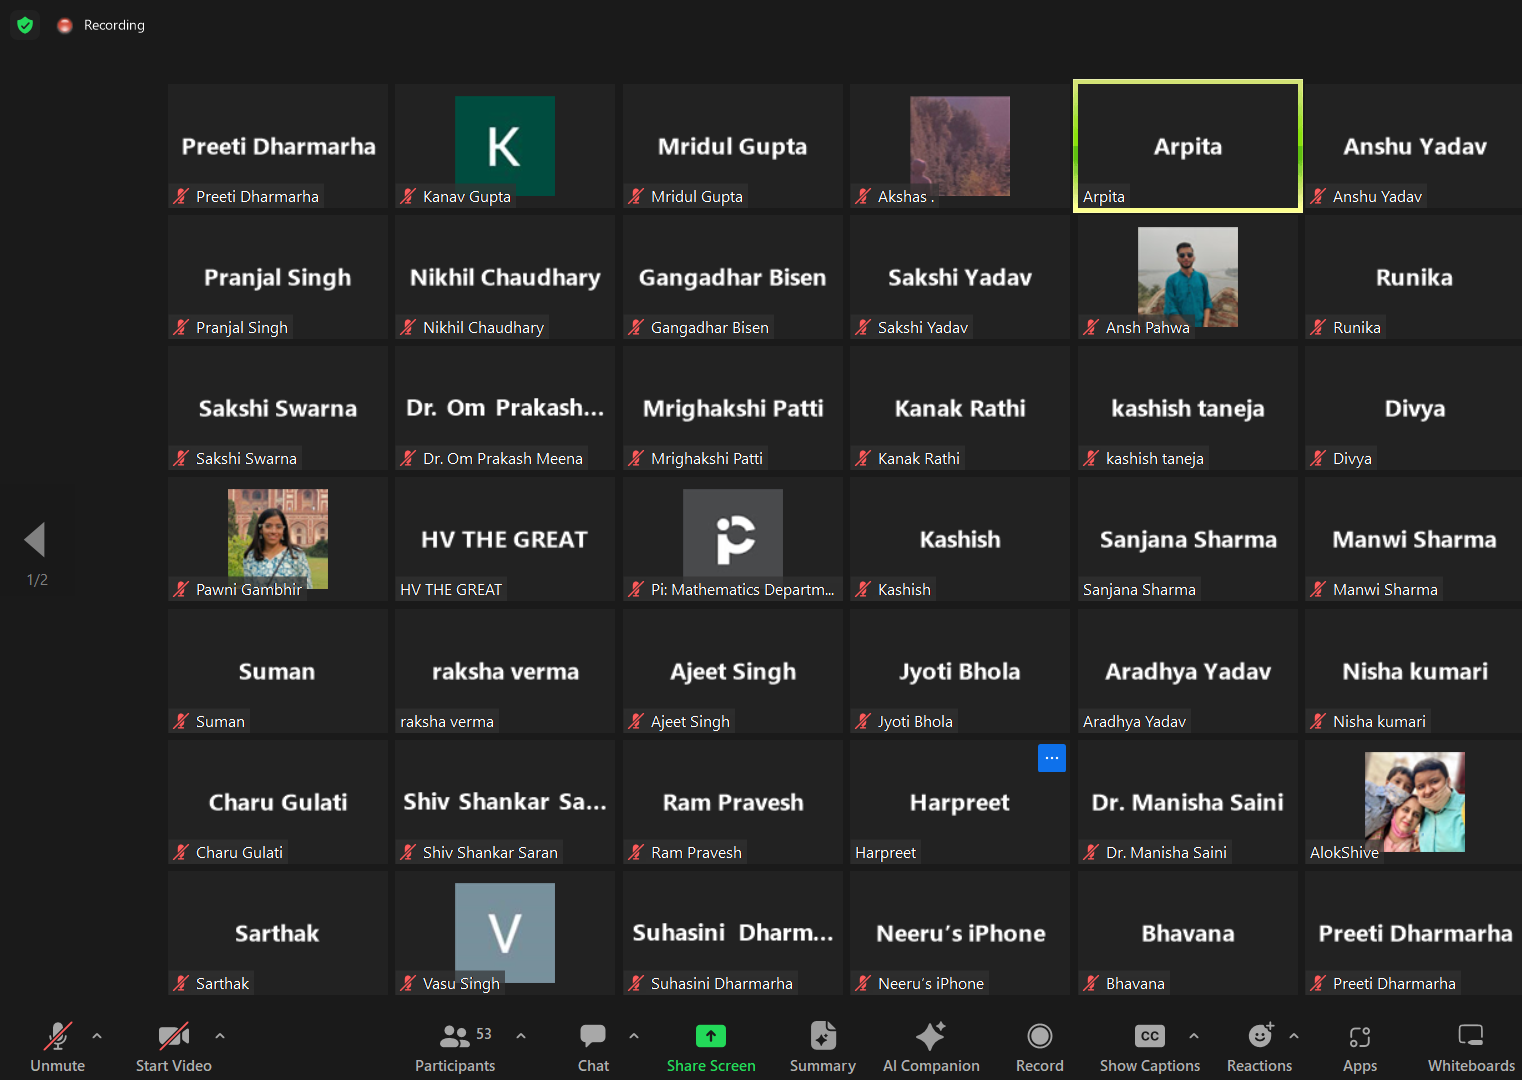 Recording
Preeti Dharmarha
Preeti Dharmarha
K
Kanav Gupta
Mridul Gupta
Mridul Gupta
Akshas .
Arpita
Arpita
Anshu Yadav
Anshu Yadav
Pranjal Singh
Pranjal Singh
Nikhil Chaudhary
Nikhil Chaudhary
Gangadhar Bisen
Gangadhar Bisen
Sakshi Yadav
Sakshi Yadav
Ansh Pahwa
Runika
Runika
Sakshi Swarna
Sakshi Swarna
Dr. Om Prakash...
Dr. Om Prakash Meena
Mrighakshi Patti
Mrighakshi Patti
Kanak Rathi
Kanak Rathi
kashish taneja
kashish taneja
Divya
Divya
1/2
Pawni Gambhir
HV THE GREAT
HV THE GREAT
Pi: Mathematics Departm...
Kashish
Kashish
Sanjana Sharma
Sanjana Sharma
Manwi Sharma
Manwi Sharma
Suman
Suman
raksha verma
raksha verma
Ajeet Singh
Ajeet Singh
Jyoti Bhola
Jyoti Bhola
Aradhya Yadav
Aradhya Yadav
Nisha kumari
Nisha kumari
Charu Gulati
Charu Gulati
Shiv Shankar Sa...
Shiv Shankar Saran
Ram Pravesh
Ram Pravesh
Harpreet
Harpreet
Dr. Manisha Saini
Dr. Manisha Saini
AlokShive
Sarthak
Sarthak
V
Vasu Singh
Suhasini Dharm...
Suhasini Dharmarha
Neeru's iPhone
Neeru's iPhone
Bhavana
Bhavana
Preeti Dharmarha
Preeti Dharmarha
Unmute
Start Video
53
Participants
Chat
Share Screen
Summary
AI Companion
Record
CC
Show Captions
Reactions
Apps
Whiteboards